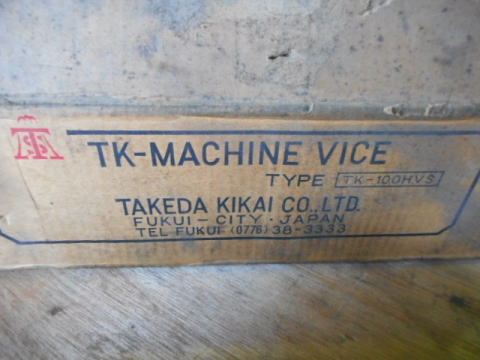 TK-MACHINE VICE
TYPE TK-100HVS
TAKEDA KIKAI CO.,LTD.
FUKUI-CITY·JAPAN
TEL FUKUI (0776) 38-3333